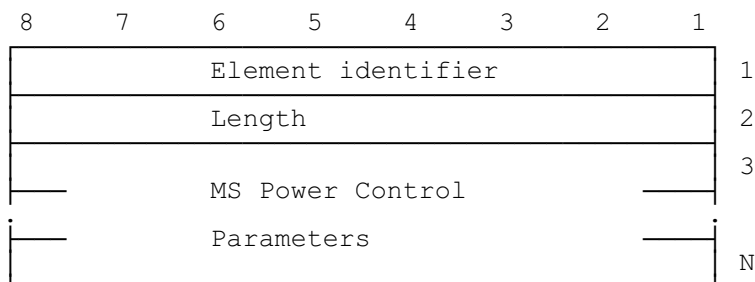 8 7 6 5 4 3 2 1
Element identifier 1
Length 2
3
MS Power Control
Parameters
N